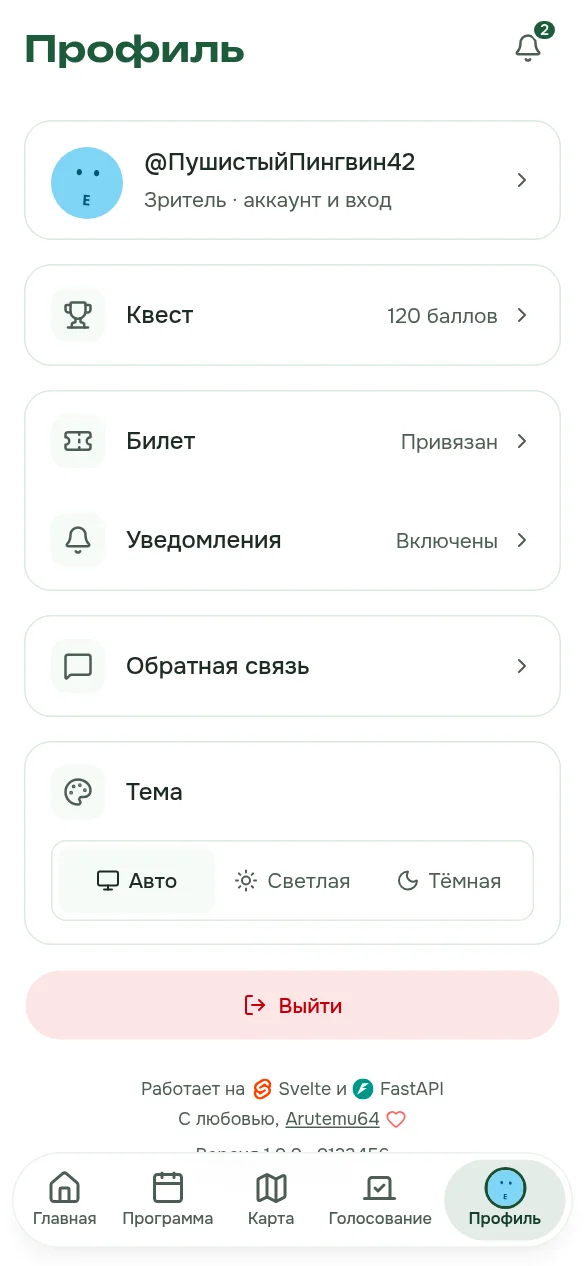 Профиль
2
@ПушистыйПингвин42
Зритель · аккаунт и вход
E
Квест
120 баллов
Билет
Привязан
Уведомления
Включены
Обратная связь
Тема
Авто
Светлая
Тёмная
Выйти
Работает на Svelte и FastAPI
С любовью, Arutemu64
E
Главная
Программа
Карта
Голосование
Профиль